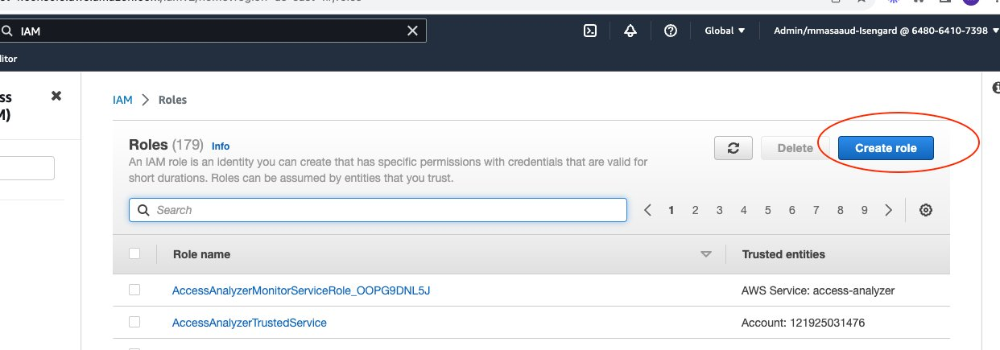 IAM
Global
Admin/mmasaaud-Isengard @ 6480-6410-7398
IAM
Roles
Roles (179) Info
An IAM role is an identity you can create that has specific permissions with credentials that are valid for
short durations. Roles can be assumed by entities that you trust.
Delete
Create role
Search
1 2 3 4 5 6 7 8 9
Role name
Trusted entities
AccessAnalyzerMonitorServiceRole_OOPG9DNL5J
AWS Service: access-analyzer
AccessAnalyzerTrustedService
Account: 121925031476